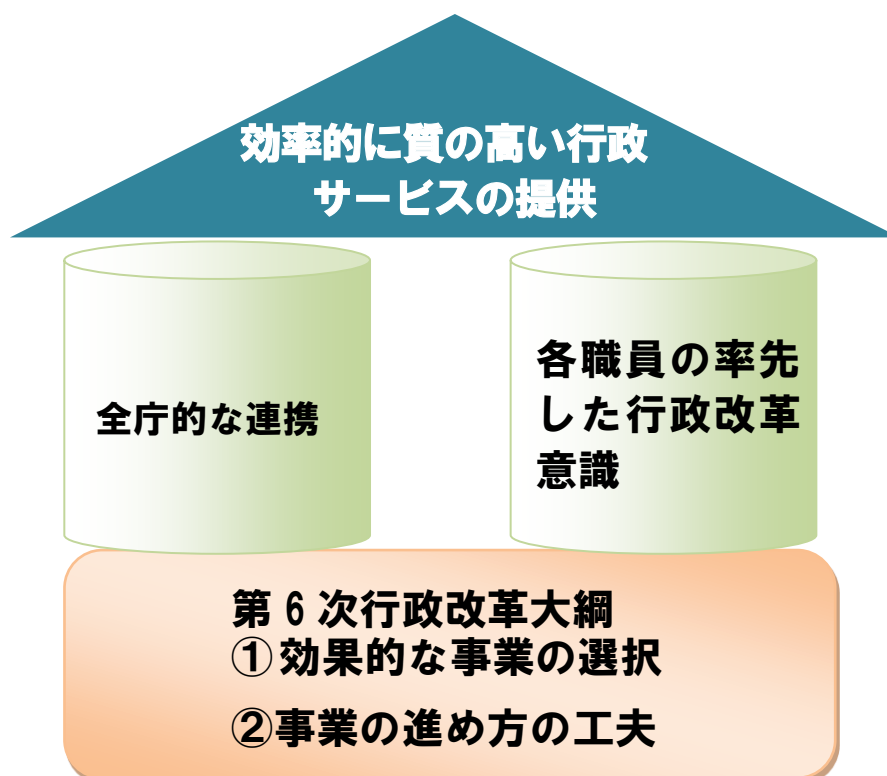 効率的に質の高い行政
サービスの提供
全庁的な連携
各職員の率先
した行政改革
意識
第6次行政改革大綱
①効果的な事業の選択
②事業の進め方の工夫